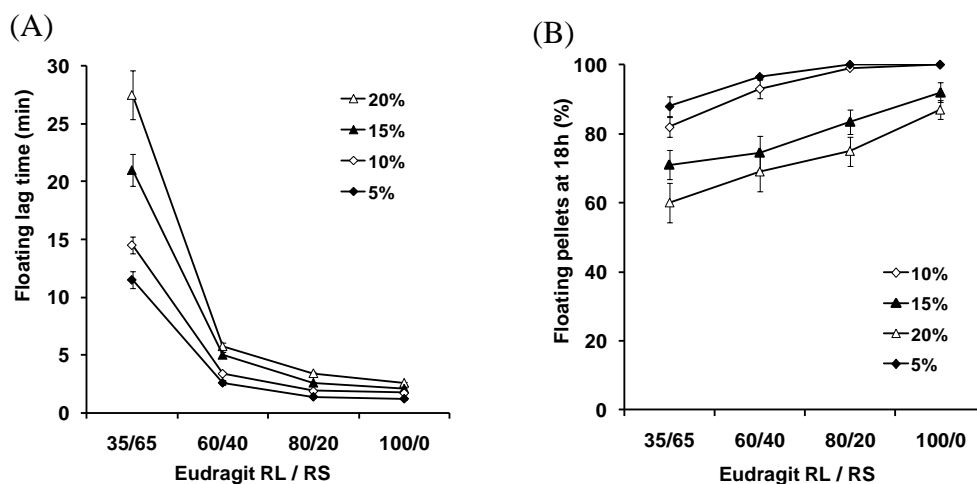 (A)
Floating lag time (min)
30
25
20
15
10
5
0
20%
15%
10%
5%
35/65 60/40 80/20 100/0
Eudragit RL / RS
(B)
Floating pellets at 18h (%)
100
80
60
40
20
0
10%
15%
20%
5%
35/65 60/40 80/20 100/0
Eudragit RL / RS